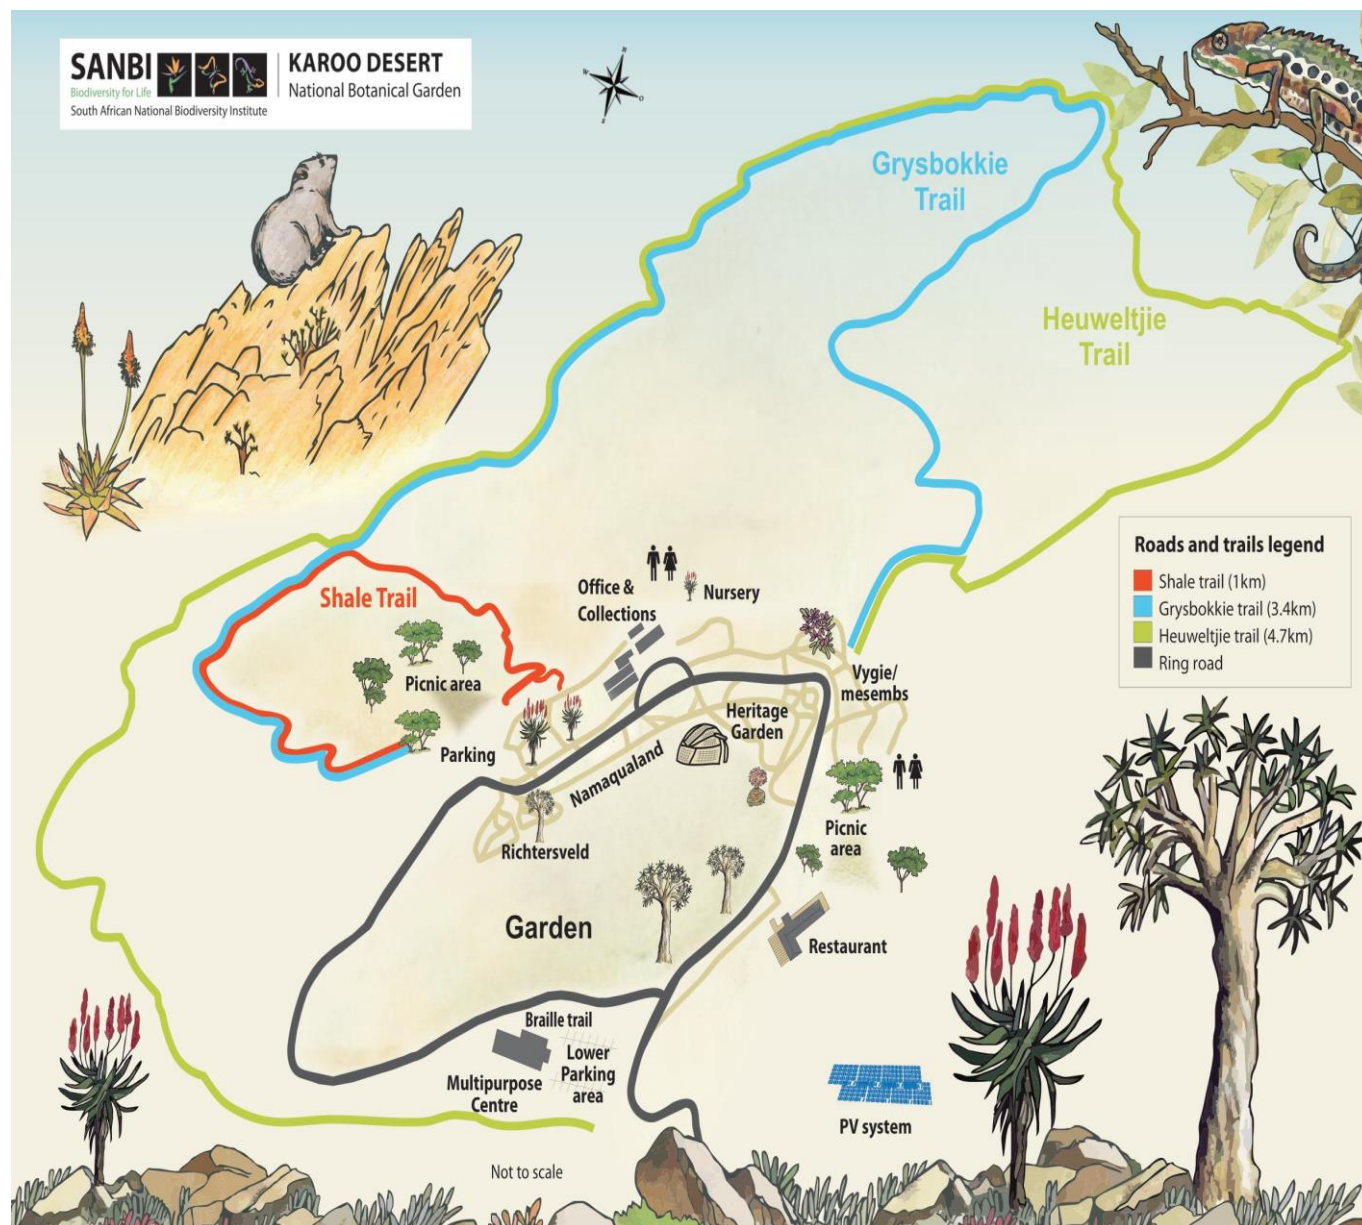 SANBI
Biodiversity for Life
South African National Biodiversity Institute
KAROO DESERT
National Botanical Garden
N
W
O
S
Grysbokkie
Trail
Heuweltjie
Trail
Roads and trails legend
Shale trail (1km)
Grysbokkie trail (3.4km)
Heuweltjie trail (4.7km)
Ring road
Shale Trail
Office &
Collections
Nursery
Picnic area
Parking
Vygie/
mesembs
Heritage
Garden
Namaqualand
Richtersveld
Picnic
area
Garden
Restaurant
Braille trail
Lower
Parking
area
Multipurpose
Centre
PV system
Not to scale